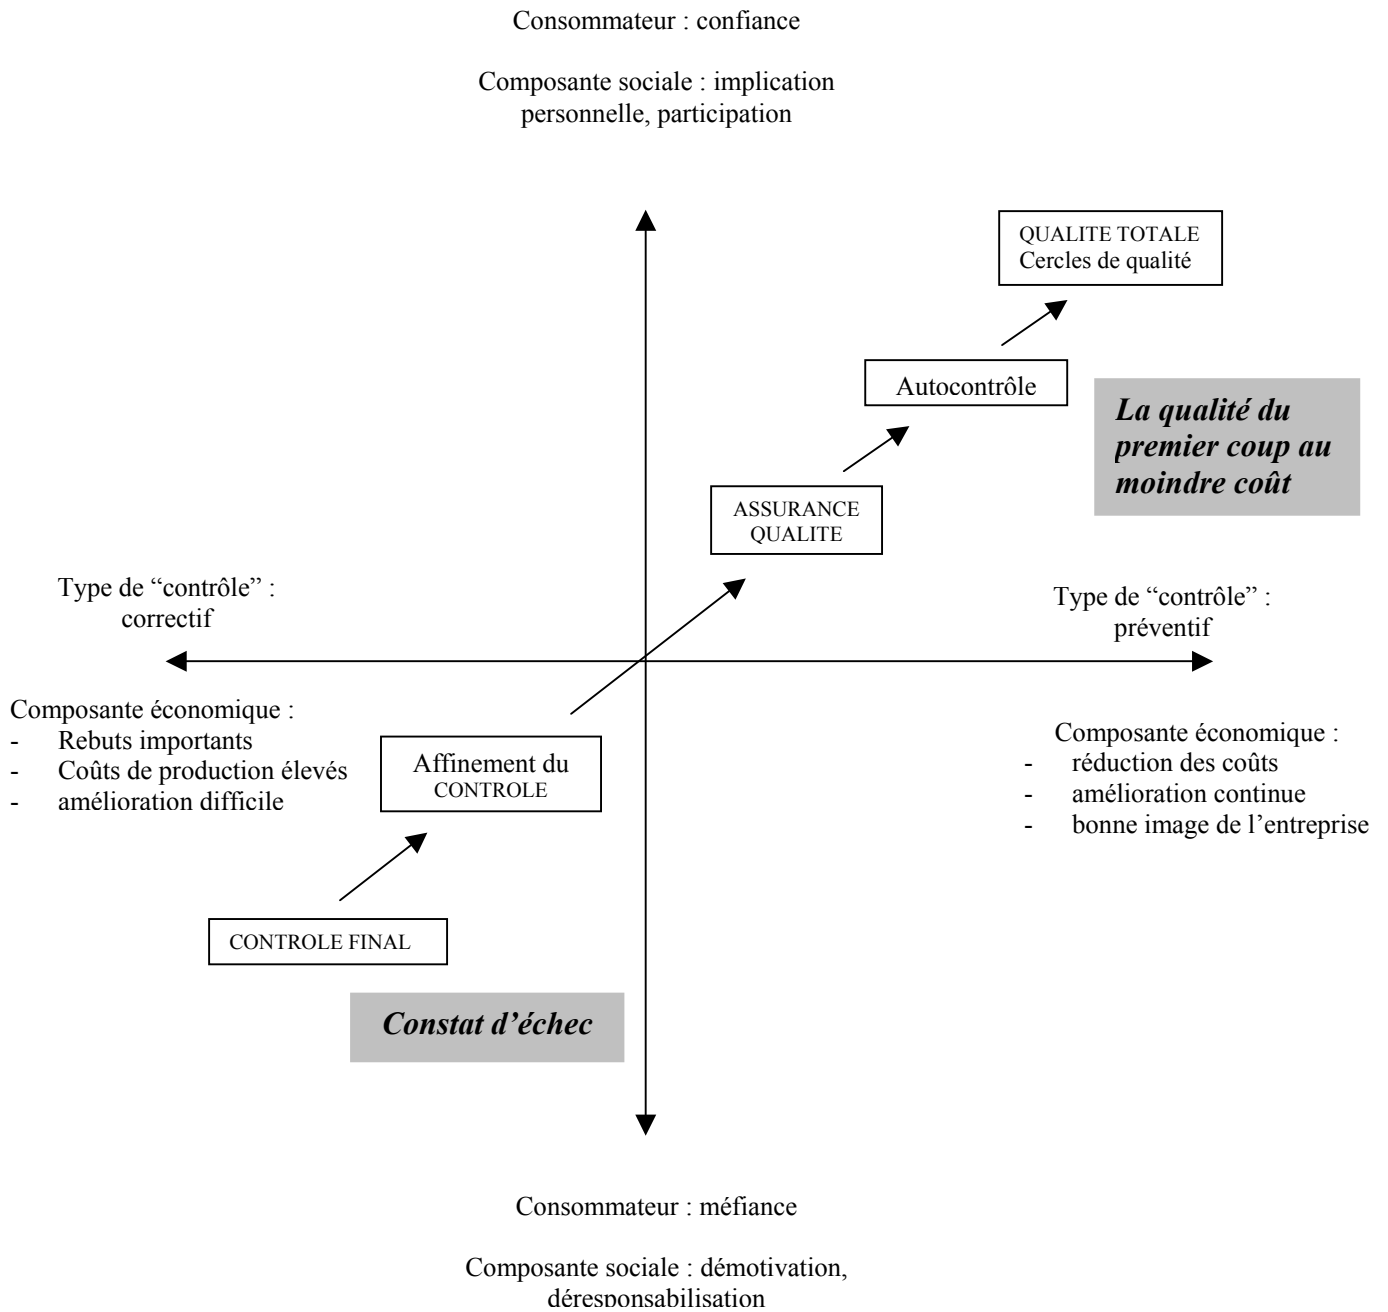 Consommateur : confiance
Composante sociale : implication
personnelle, participation
QUALITE TOTALE
Cercles de qualité
Autocontrôle
La qualité du
premier coup au
moindre coût
ASSURANCE
QUALITE
Type de “contrôle” :
correctif
Type de “contrôle” :
préventif
Composante économique :
- Rebuts importants
- Coûts de production élevés
- amélioration difficile
Affinement du
CONTROLE
Composante économique :
- réduction des coûts
- amélioration continue
- bonne image de l’entreprise
CONTROLE FINAL
Constat d’échec
Consommateur : méfiance
Composante sociale : démotivation,
déresponsabilisation